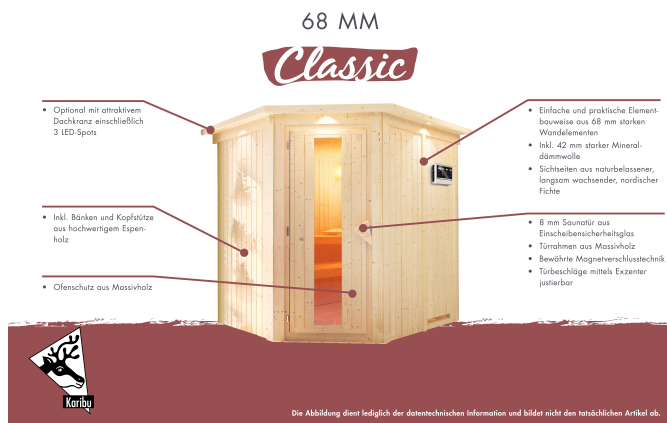 68 MM
Classic
• Optional mit attraktivem
Dachkranz einschließlich
3 LED-Spots
• Inkl. Bänken und Kopfstütze
aus hochwertigem Espen-
holz
• Ofenschutz aus Massivholz
• Einfache und praktische Element-
bauweise aus 68 mm starken
Wandelementen
• Inkl. 42 mm starker Mineral-
dämmwolle
• Sichtseiten aus naturbelassener,
langsam wachsender, nordischer
Fichte
• 8 mm Saunatür aus
Einscheibensicherheitsglas
• Türrahmen aus Massivholz
• Bewährte Magnetverschlusstechnik
• Türbeschläge mittels Exzenter
justierbar
Karibu
Die Abbildung dient lediglich der datentechnischen Information und bildet nicht den tatsächlichen Artikel ab.